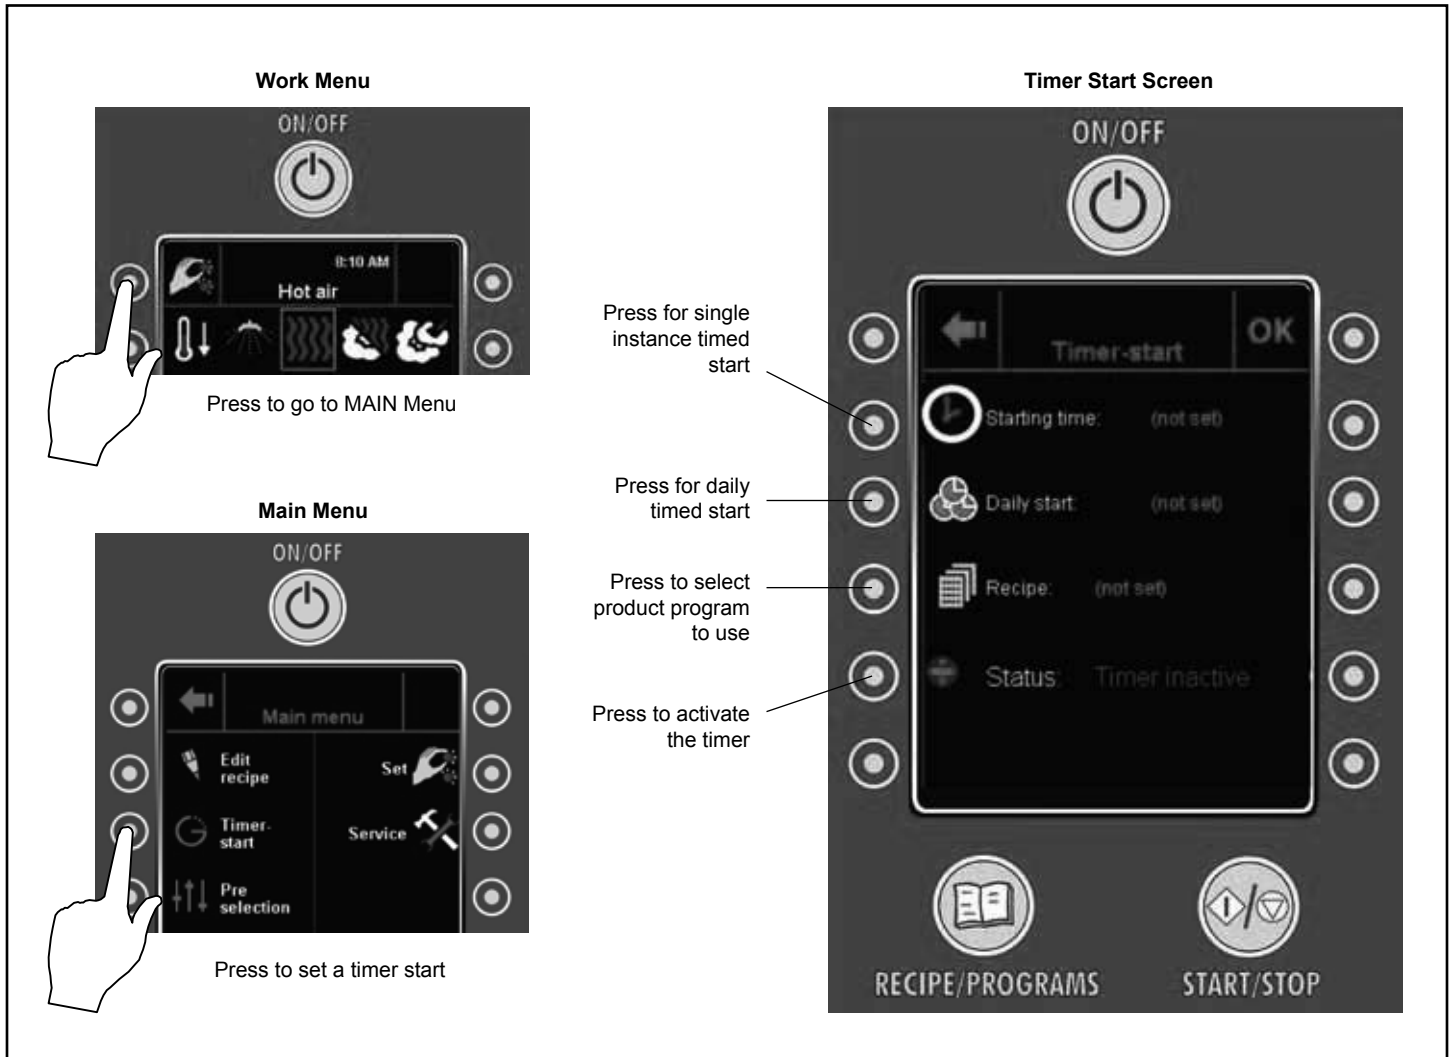 Work Menu
ON/OFF
8:10 AM
Hot air
Press to go to MAIN Menu
Main Menu
ON/OFF
Main menu
Edit
recipe
Set
Timer-
start
Service
Pre
selection
Press to set a timer start
Timer Start Screen
ON/OFF
OK
Timer-start
Press for single
instance timed
start
Starting time: (not set)
Press for daily
timed start
Daily start: (not set)
Press to select
product program
to use
Recipe: (not set)
Press to activate
the timer
Status: Timer inactive
RECIPE/PROGRAMS
START/STOP